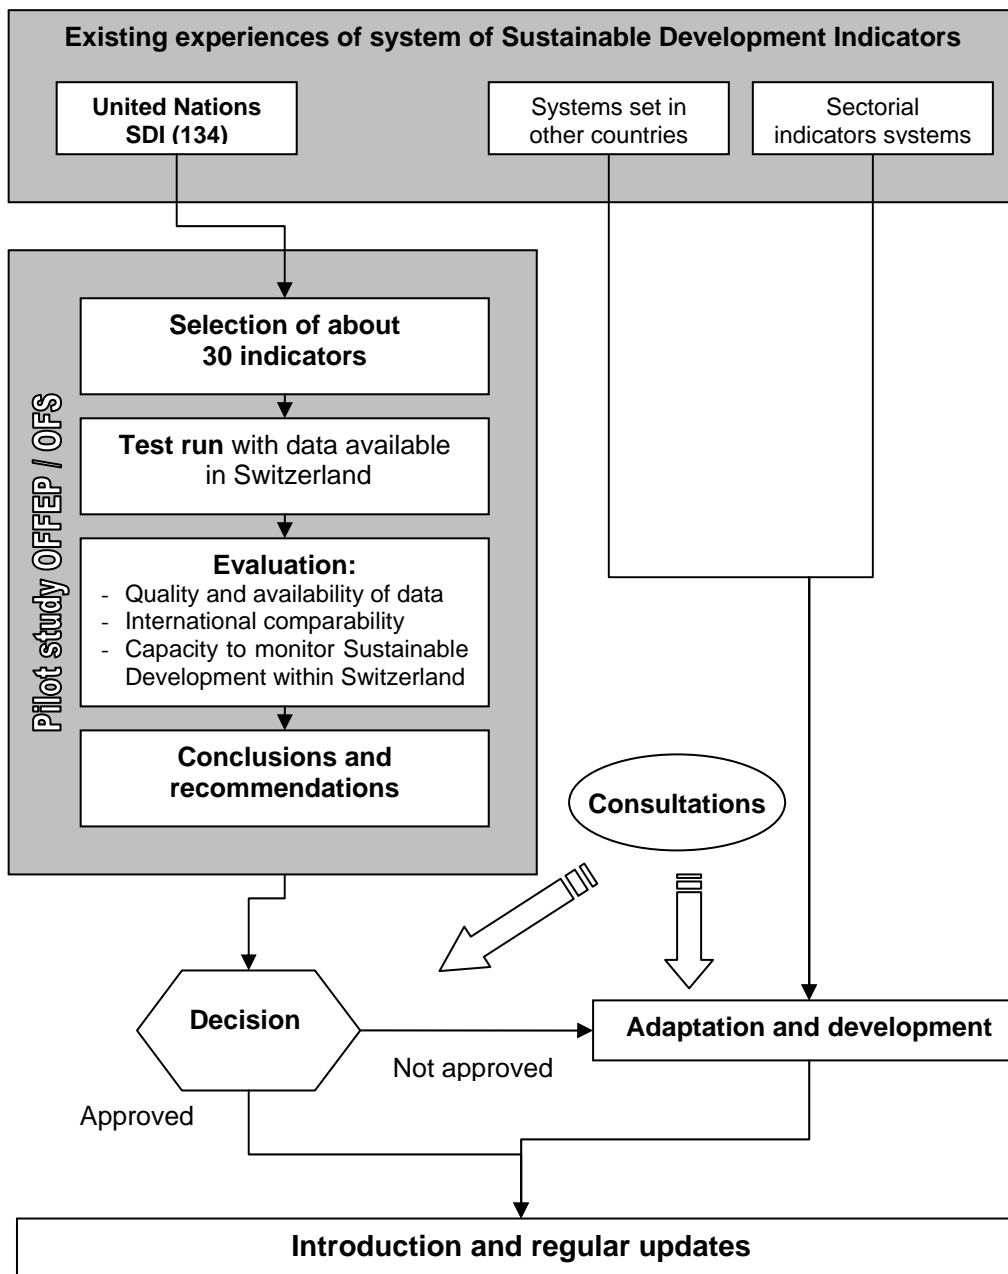 Existing experiences of system of Sustainable Development Indicators
United Nations
SDI (134)
Systems set in
other countries
Sectorial
indicators systems
Pilot study OFFEP / OFS
Selection of about
30 indicators
Test run with data available
in Switzerland
Evaluation:
- Quality and availability of data
- International comparability
- Capacity to monitor Sustainable
Development within Switzerland
Conclusions and
recommendations
Consultations
Decision
Adaptation and development
Not approved
Approved
Introduction and regular updates